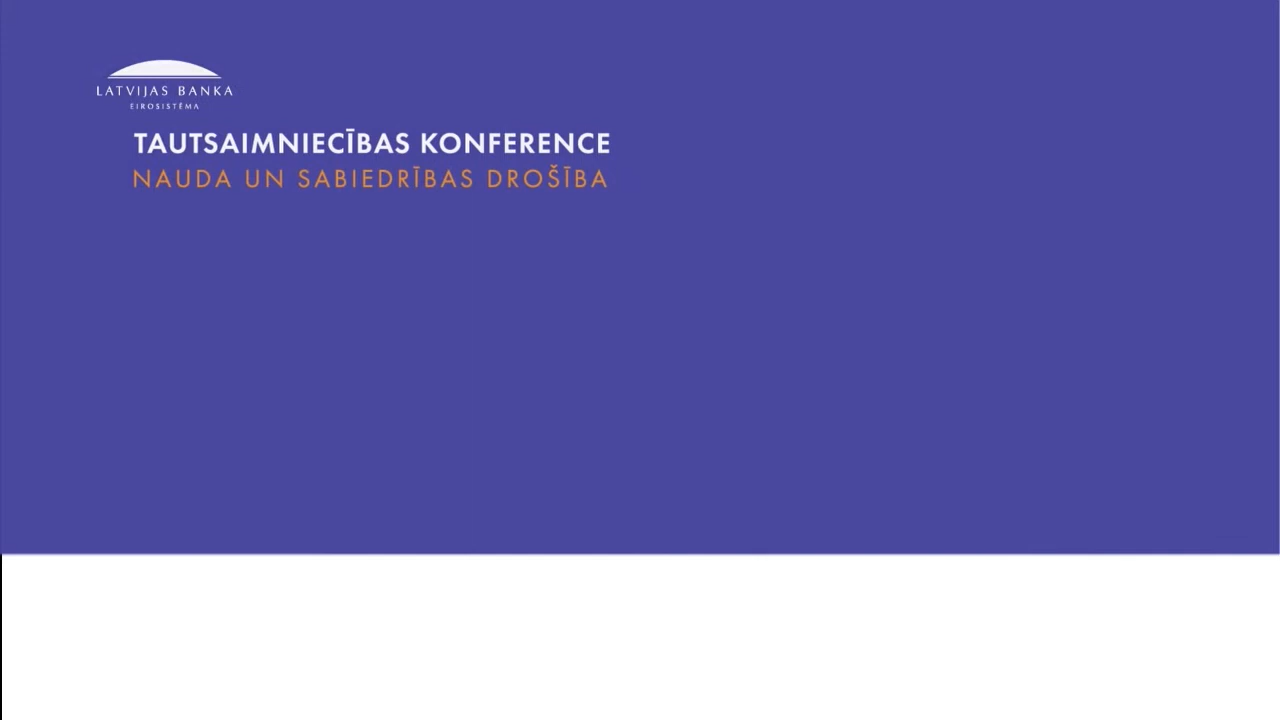 LATVIJAS BANKA
EIROSISTĒMA
TAUTSAIMNIECĪBAS KONFERENCE
NAUDA UN SABIEDRĪBAS DROŠĪBA